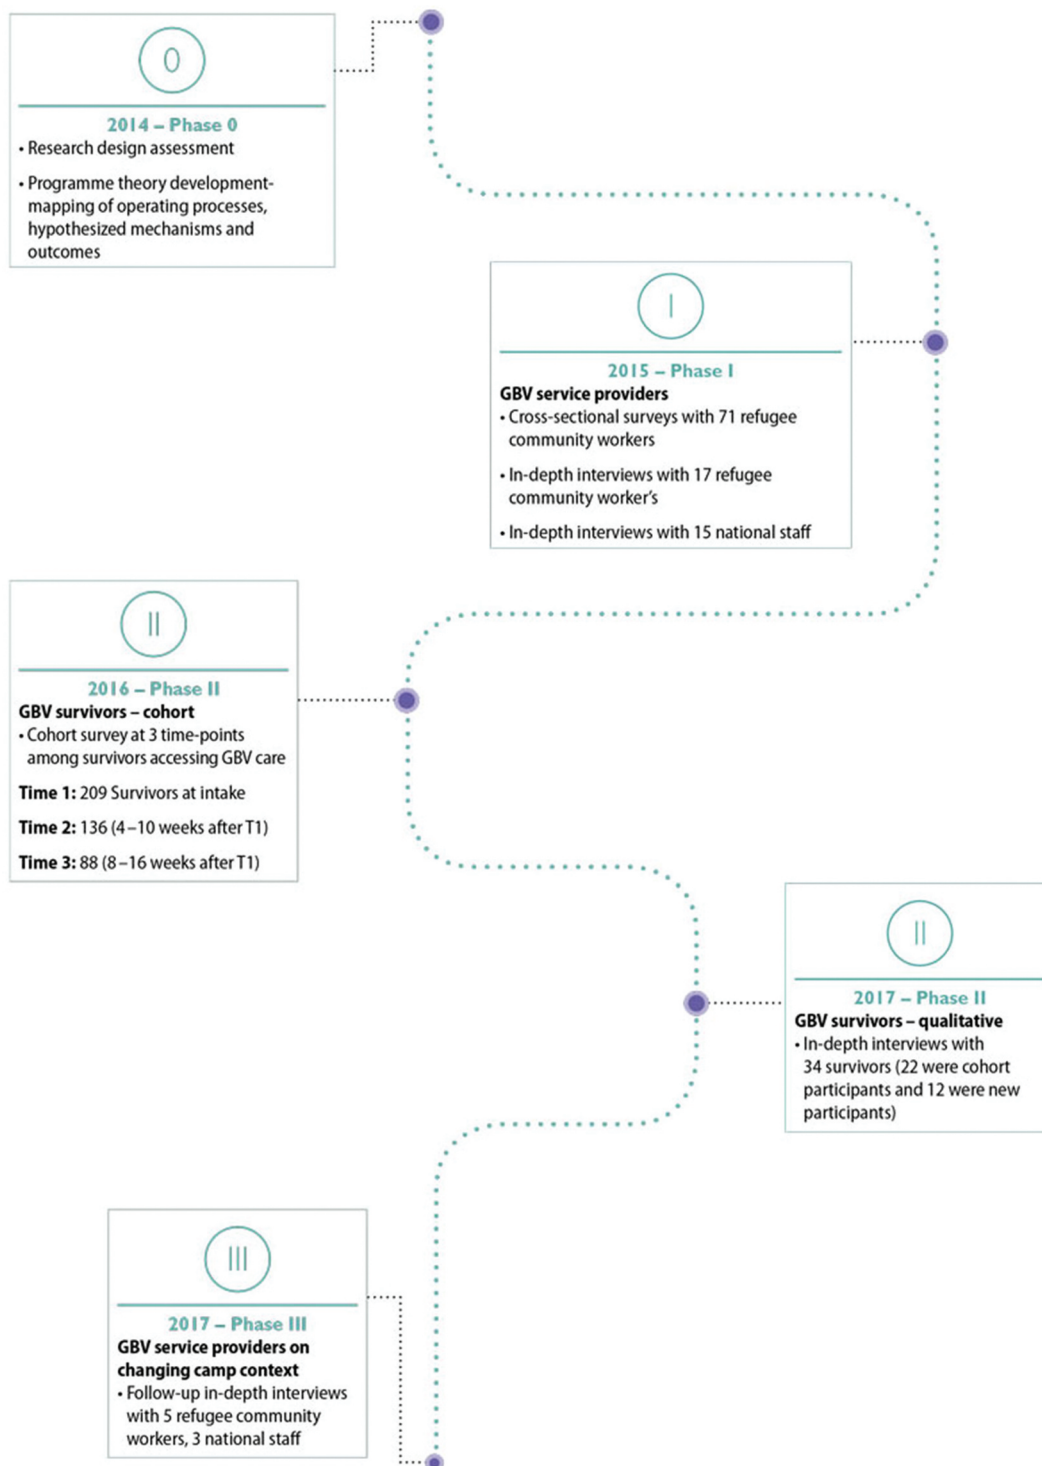 0
2014 – Phase 0
• Research design assessment
• Programme theory development-
mapping of operating processes,
hypothesized mechanisms and
outcomes
I
2015 – Phase I
GBV service providers
• Cross-sectional surveys with 71 refugee
community workers
• In-depth interviews with 17 refugee
community worker’s
• In-depth interviews with 15 national staff
II
2016 – Phase II
GBV survivors – cohort
• Cohort survey at 3 time-points
among survivors accessing GBV care
Time 1: 209 Survivors at intake
Time 2: 136 (4–10 weeks after T1)
Time 3: 88 (8–16 weeks after T1)
II
2017 – Phase II
GBV survivors – qualitative
• In-depth interviews with
34 survivors (22 were cohort
participants and 12 were new
participants)
III
2017 – Phase III
GBV service providers on
changing camp context
• Follow-up in-depth interviews
with 5 refugee community
workers, 3 national staff